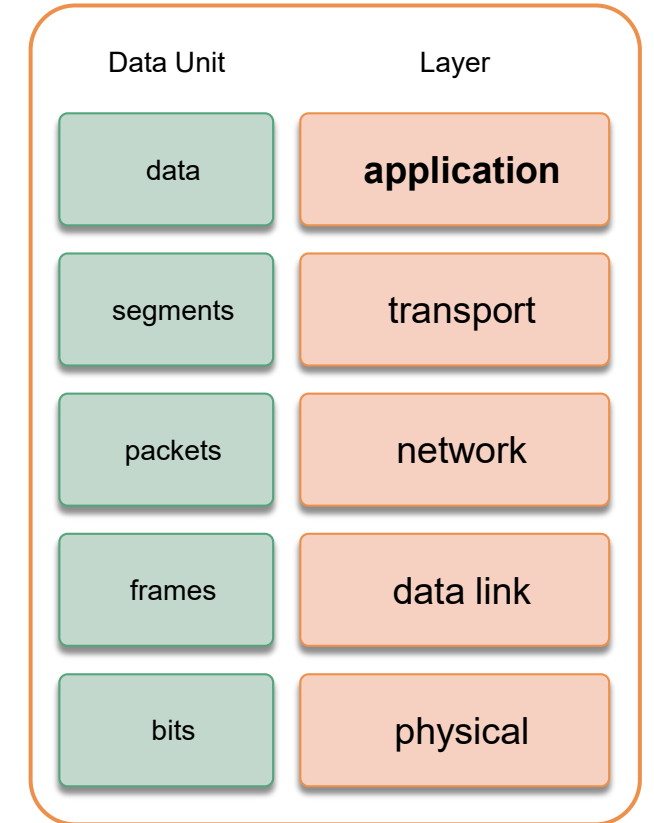 Data Unit Layer
data application
segments transport
packets network
frames data link
bits physical